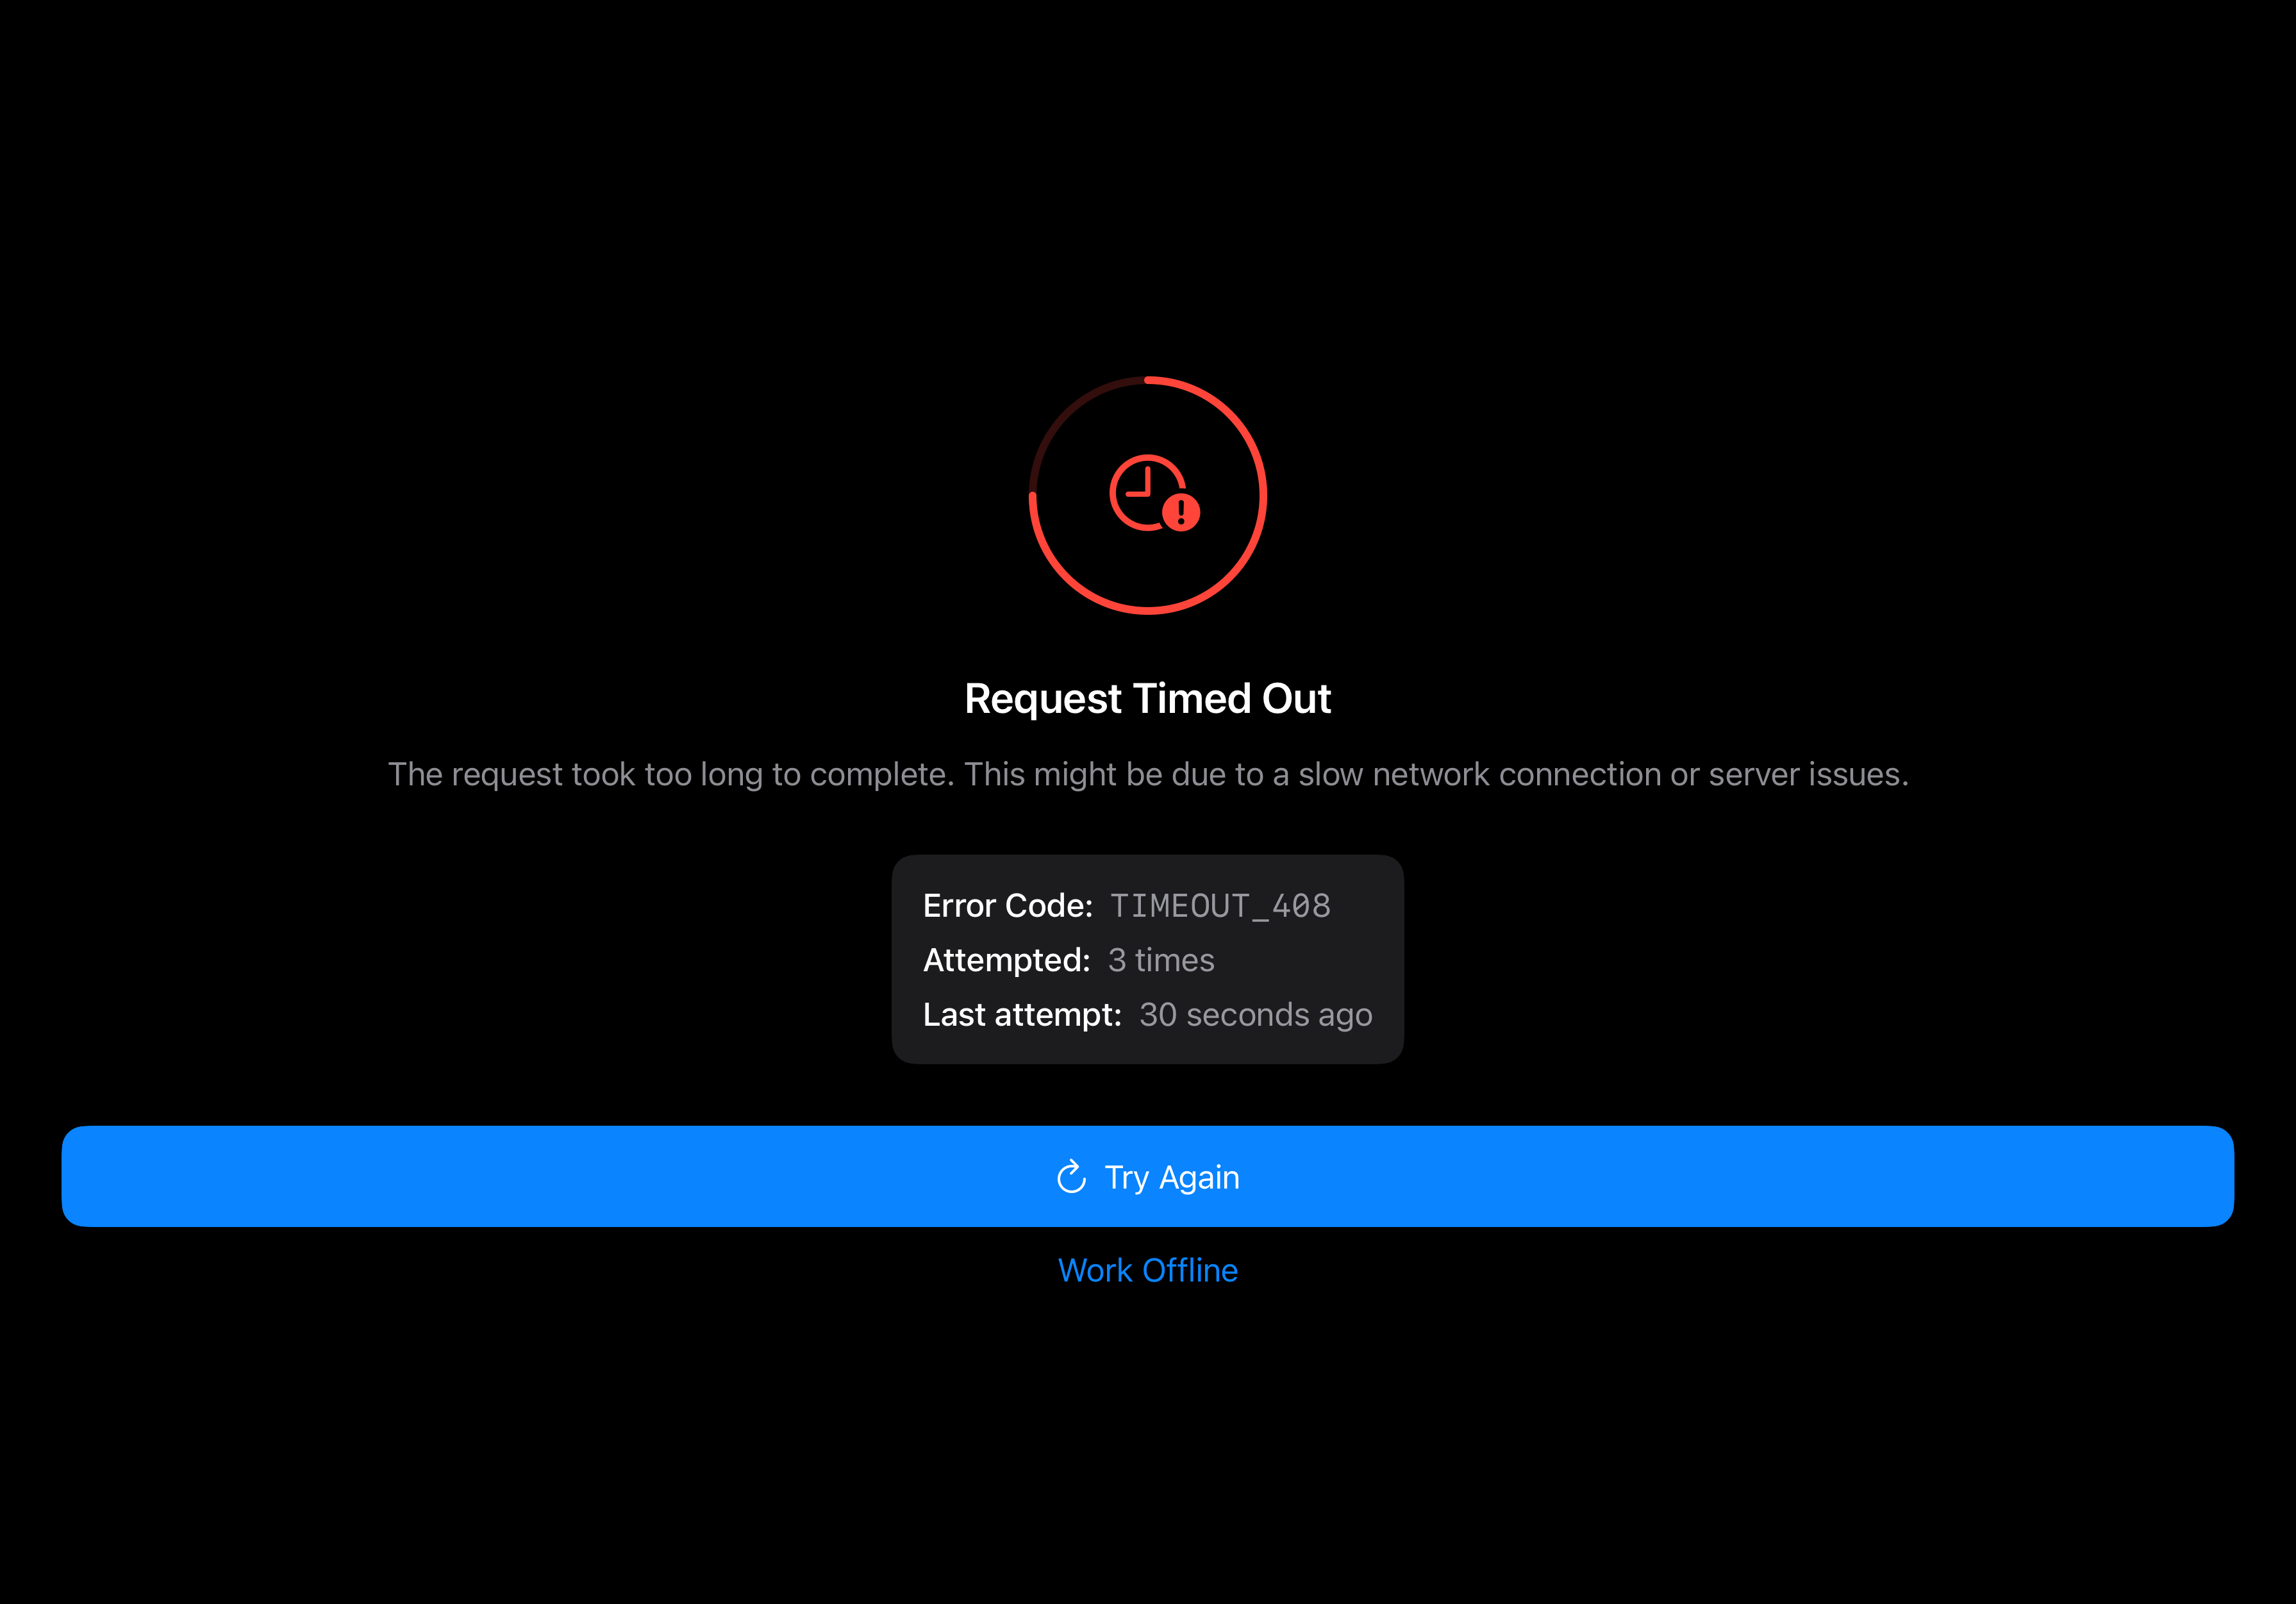 Request Timed Out
The request took too long to complete. This might be due to a slow network connection or server issues.
Error Code: TIMEOUT_408
Attempted: 3 times
Last attempt: 30 seconds ago
Try Again
Work Offline